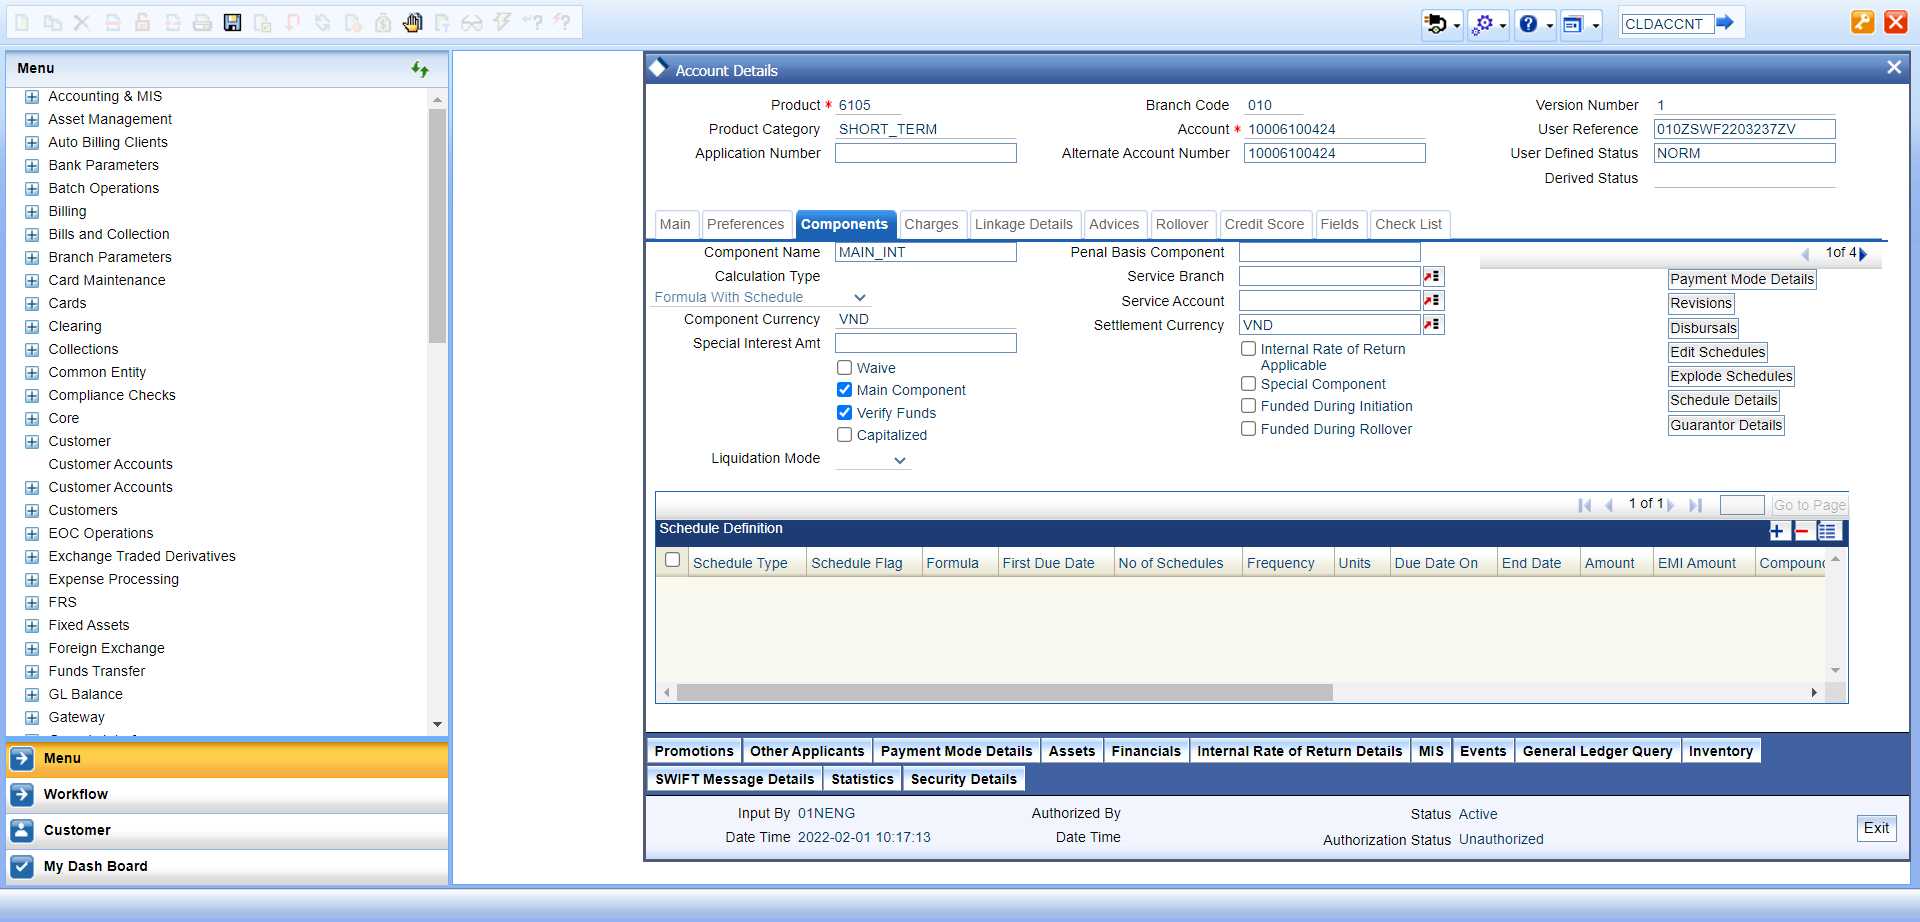 CLDACCNT
Menu
Accounting & MIS
Asset Management
Auto Billing Clients
Bank Parameters
Batch Operations
Billing
Bills and Collection
Branch Parameters
Card Maintenance
Cards
Clearing
Collections
Common Entity
Compliance Checks
Core
Customer
Customer Accounts
Customer Accounts
Customers
EOC Operations
Exchange Traded Derivatives
Expense Processing
FRS
Fixed Assets
Foreign Exchange
Funds Transfer
GL Balance
Gateway
Menu
Workflow
Customer
My Dash Board
Account Details
Product * 6105 Branch Code 010 Version Number 1
Product Category SHORT_TERM Account * 10006100424 User Reference 010ZSWF2203237ZV
Application Number Alternate Account Number 10006100424 User Defined Status NORM
Derived Status
Main Preferences Components Charges Linkage Details Advices Rollover Credit Score Fields Check List
Component Name MAIN_INT Penal Basis Component 1of 4
Calculation Type Service Branch Payment Mode Details
Formula With Schedule Service Account Revisions
Component Currency VND Settlement Currency VND Disbursals
Special Interest Amt Internal Rate of Return Applicable Edit Schedules
Waive Special Component Explode Schedules
Main Component Funded During Initiation Schedule Details
Verify Funds Funded During Rollover Guarantor Details
Capitalized
Liquidation Mode
1 of 1 Go to Page
Schedule Definition
Schedule Type Schedule Flag Formula First Due Date No of Schedules Frequency Units Due Date On End Date Amount EMI Amount Compound
Promotions Other Applicants Payment Mode Details Assets Financials Internal Rate of Return Details MIS Events General Ledger Query Inventory
SWIFT Message Details Statistics Security Details
Input By 01NENG Authorized By Status Active
Date Time 2022-02-01 10:17:13 Date Time Authorization Status Unauthorized
Exit